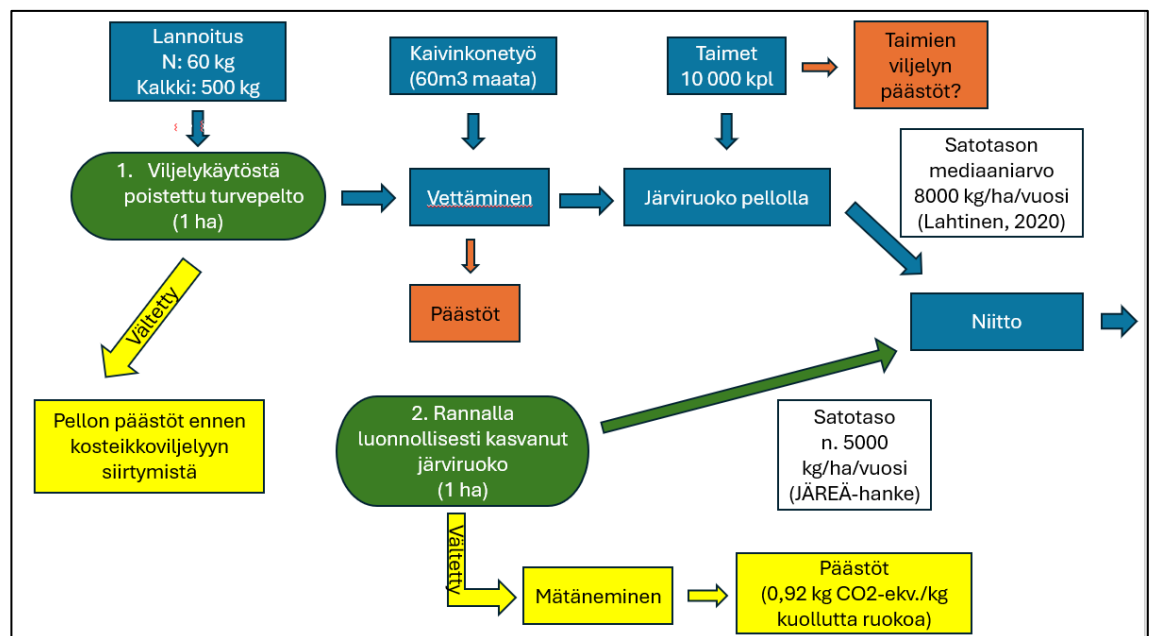 Lannoitus
N: 60 kg
Kalkki: 500 kg
Kaivinkonetyö
(60m3 maata)
Taimet
10 000 kpl
Taimien
viljelyn
päästöt?
1. Viljelykäytöstä
poistettu turvepelto
(1 ha)
Vettäminen
Järviruoko pellolla
Satotason
mediaaniarvo
8000 kg/ha/vuosi
(Lahtinen, 2020)
Vältetty
Päästöt
Niitto
Pellon päästöt ennen
kosteikkoviljelyyn
siirtymistä
2. Rannalla
luonnollisesti kasvanut
järviruoko
(1 ha)
Satotaso
n. 5000
kg/ha/vuosi
(JÄREÄ-hanke)
Vältetty
Mätäneminen
Päästöt
(0,92 kg CO2-ekv./kg
kuollutta ruokoa)